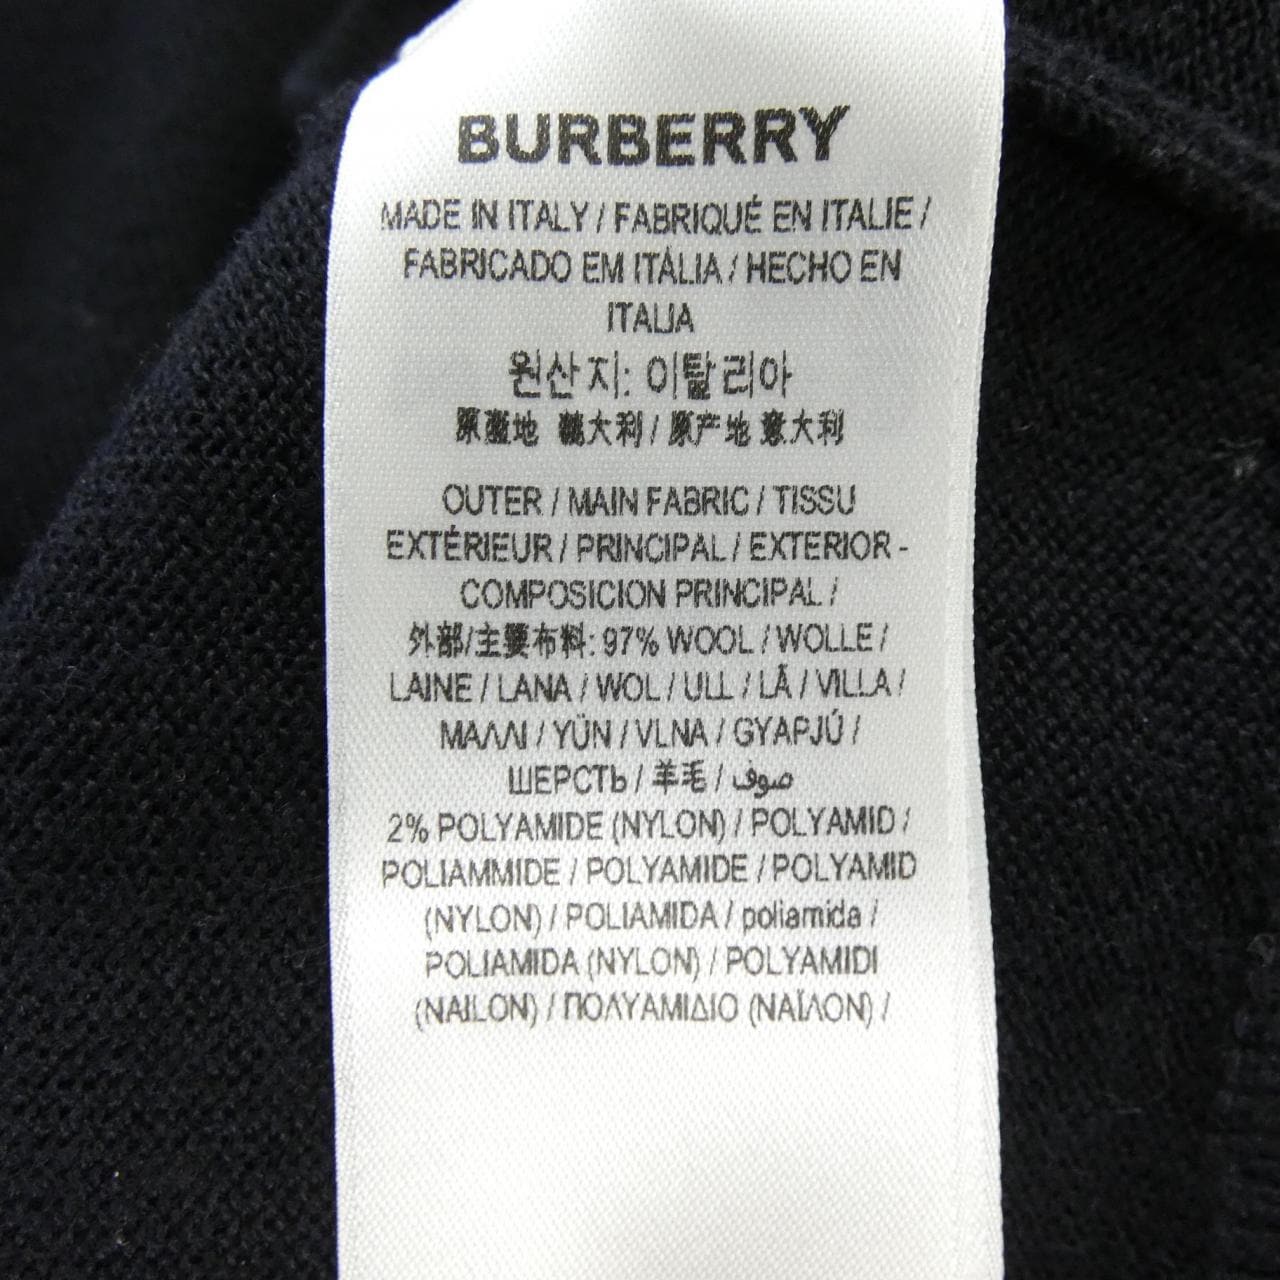 BURBERRY
MADE IN ITALY / FABRIQUÉ EN ITALIE /
FABRICADO EM ITÁLIA / HECHO EN
ITALIA
원산지: 이탈리아
原產地 義大利 / 原产地 意大利
OUTER / MAIN FABRIC / TISSU
EXTÉRIEUR / PRINCIPAL / EXTERIOR -
COMPOSICION PRINCIPAL /
外部/主要布料: 97% WOOL / WOLLE /
LAINE / LANA / WOL / ULL / LÃ / VILLA /
ΜΑΛΛΙ / YÜN / VLNA / GYAPJÚ /
ШЕРСТЬ / 羊毛 / صوف
2% POLYAMIDE (NYLON) / POLYAMID /
POLIAMMIDE / POLYAMIDE / POLYAMID
(NYLON) / POLIAMIDA / poliamida /
POLIAMIDA (NYLON) / POLYAMIDI
(NAILON) / ΠΟΛΥΑΜΙΔΙΟ (ΝΑΪΛΟΝ) /